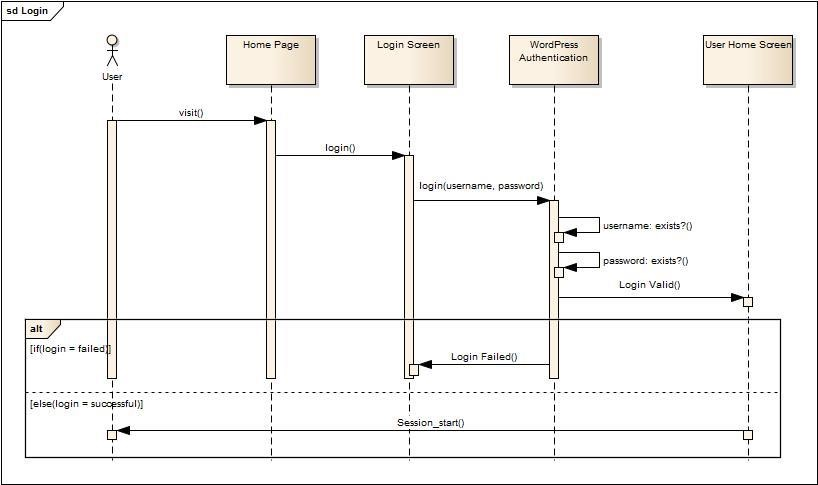 sd Login
User
Home Page
Login Screen
WordPress
Authentication
User Home Screen
visit()
login()
login(username, password)
username: exists?()
password: exists?()
Login Valid()
alt
[if(login = failed)]
Login Failed()
[else(login = successful)]
Session_start()